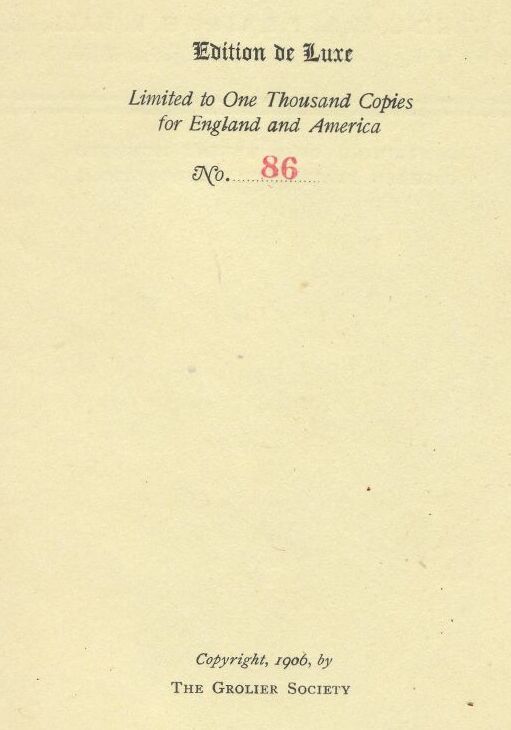 Edition de Luxe
Limited to One Thousand Copies
for England and America
No. 86
Copyright, 1906, by
THE GROLIER SOCIETY